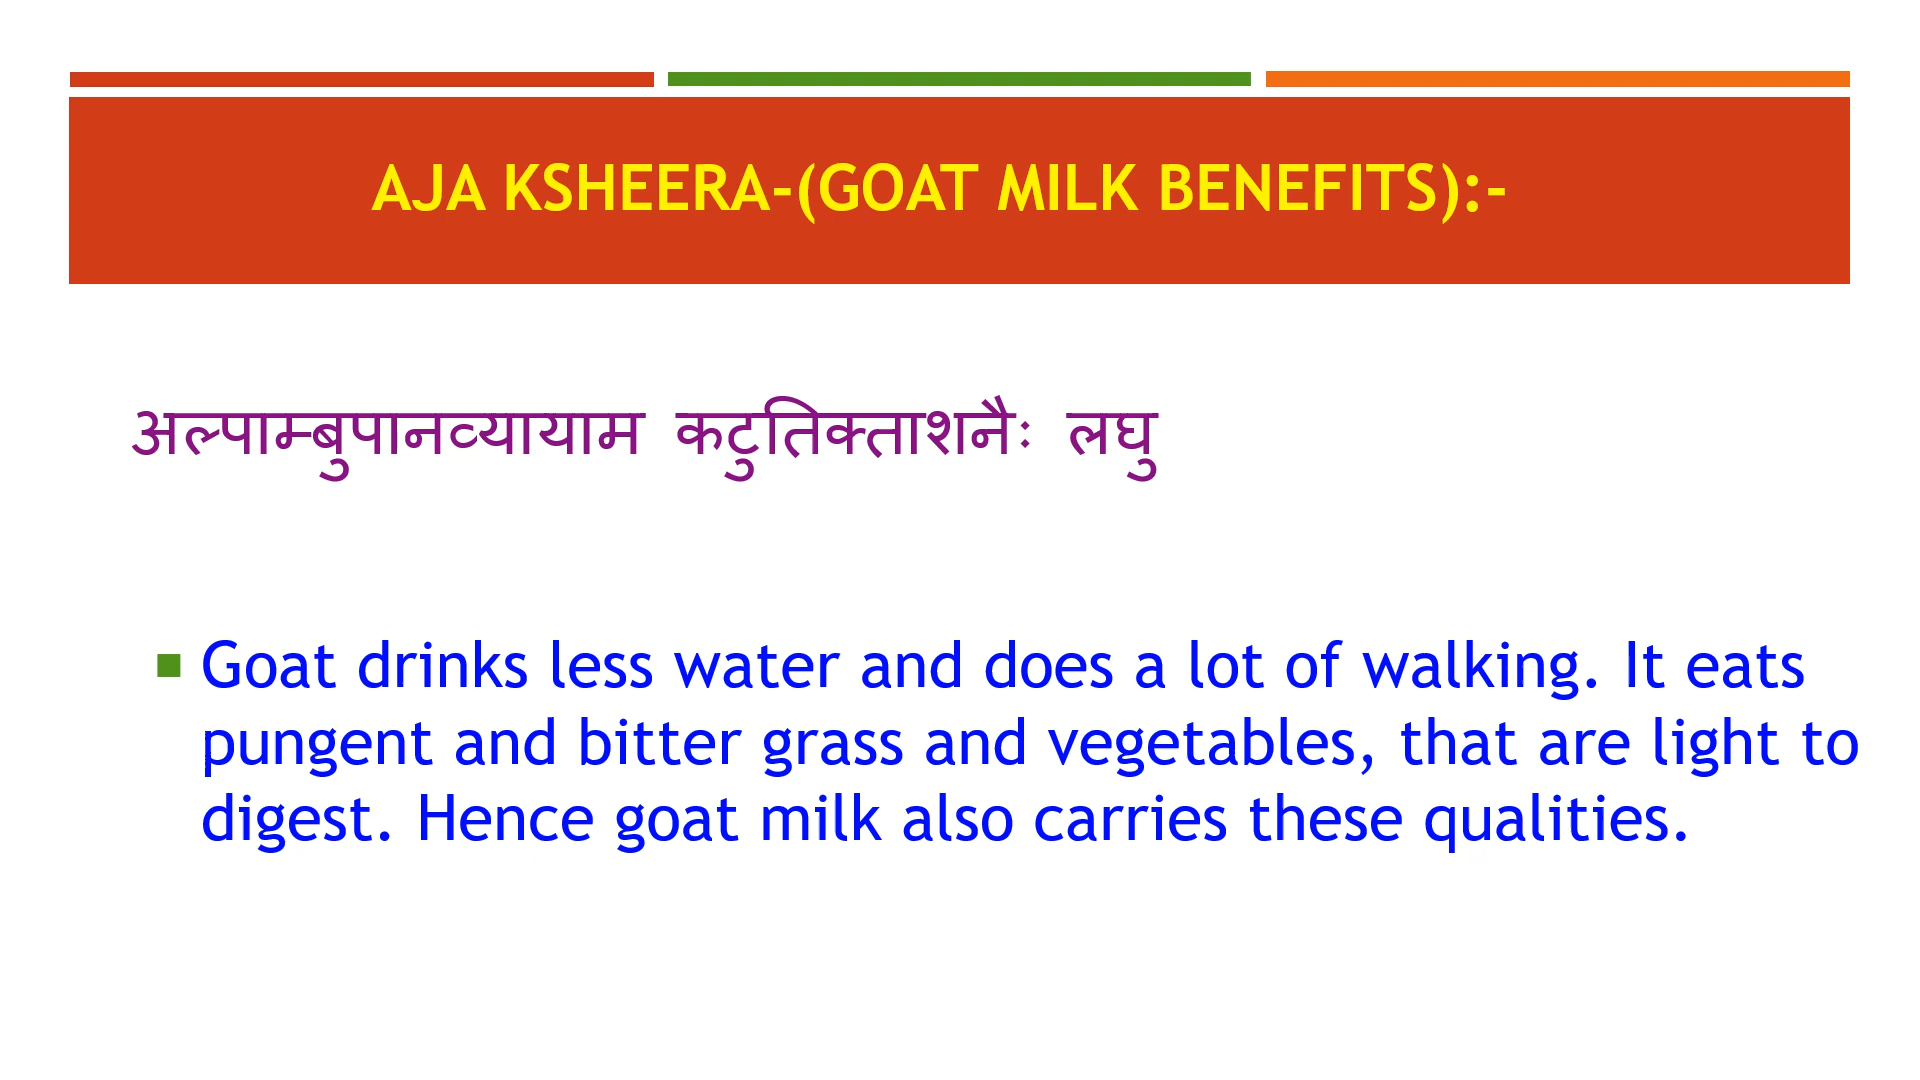 AJA KSHEERA-(GOAT MILK BENEFITS):-
अल्पाम्बुपानव्यायाम कटुतिक्ताशनैः लघु
Goat drinks less water and does a lot of walking. It eats
pungent and bitter grass and vegetables, that are light to
digest. Hence goat milk also carries these qualities.